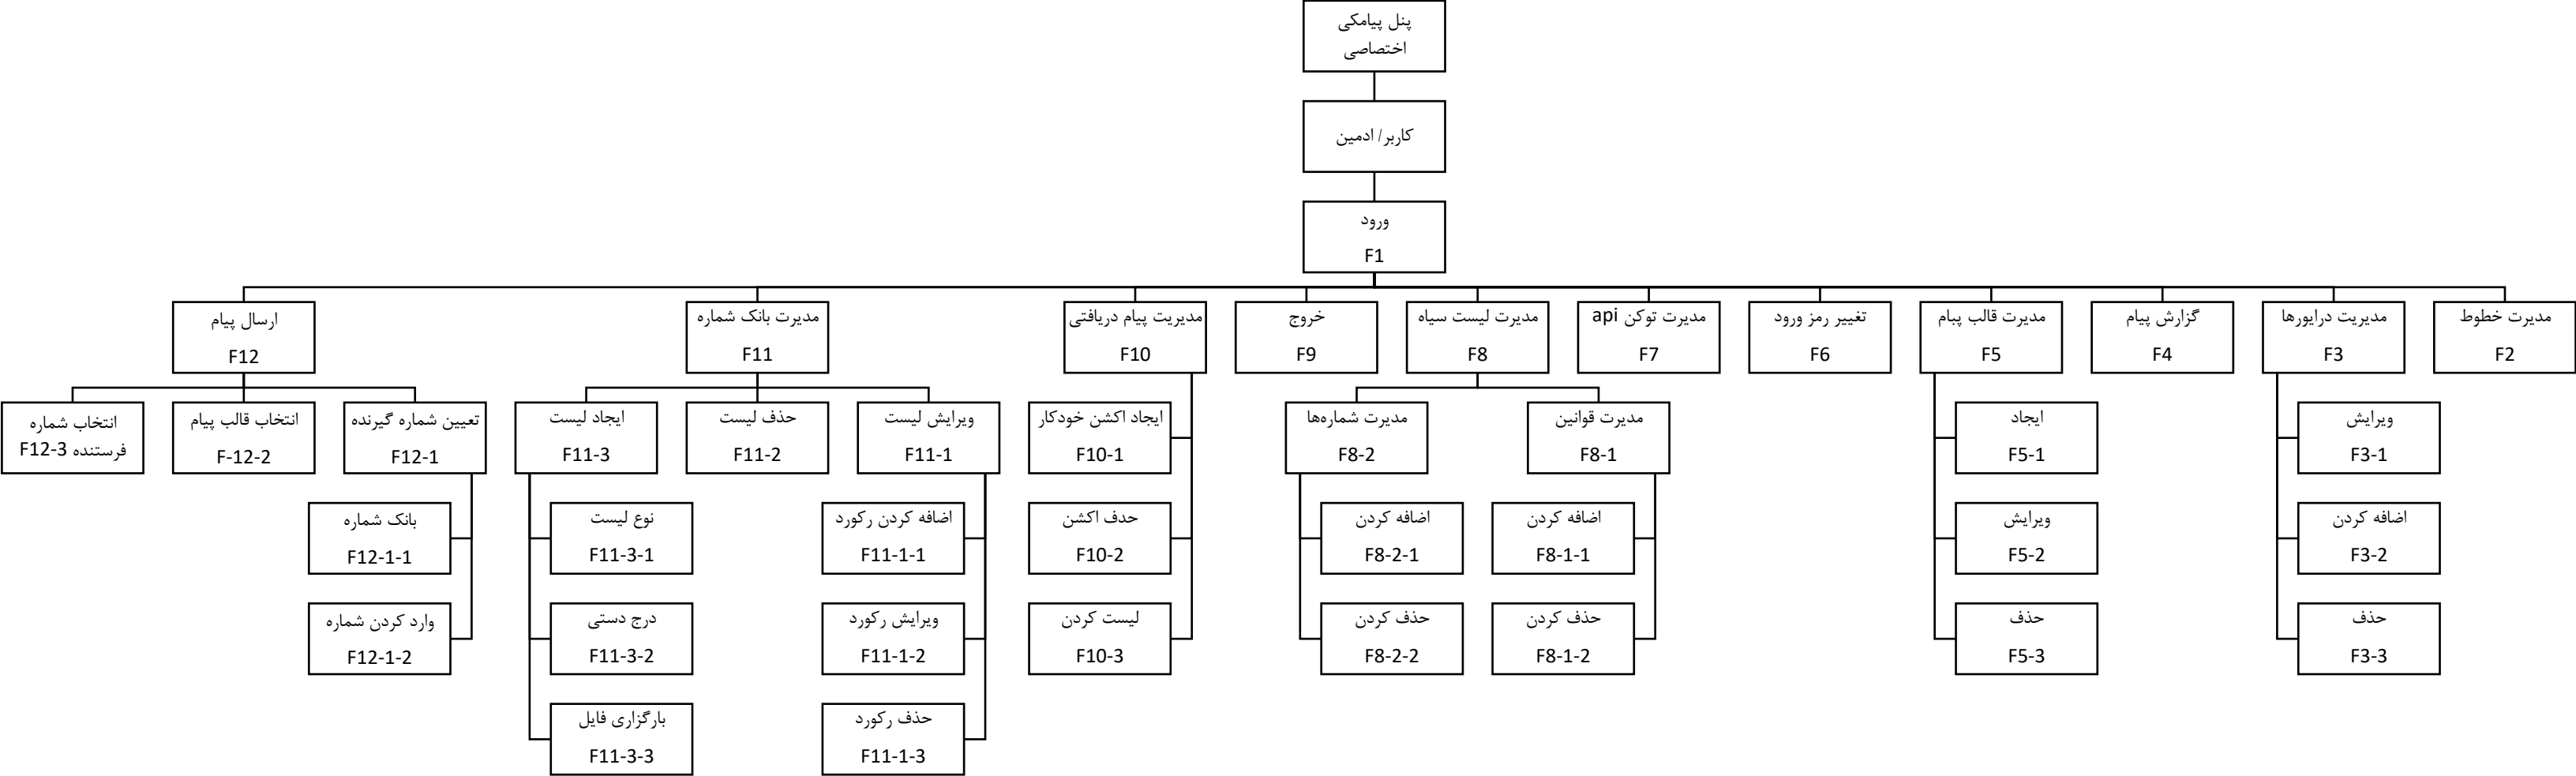 پنل پیامکی
اختصاصی
کاربر/ ادمین
ورود
F1
مدیرت خطوط
F2
مدیریت درایورها
F3
گزارش پیام
F4
مدیرت قالب پیام
F5
تغییر رمز ورود
F6
مدیرت توکن api
F7
مدیرت لیست سیاه
F8
خروج
F9
مدیریت پیام دریافتی
F10
مدیرت بانک شماره
F11
ارسال پیام
F12
ویرایش
F3-1
اضافه کردن
F3-2
حذف
F3-3
ایجاد
F5-1
ویرایش
F5-2
حذف
F5-3
مدیرت قوانین
F8-1
اضافه کردن
F8-1-1
حذف کردن
F8-1-2
مدیرت شماره‌ها
F8-2
اضافه کردن
F8-2-1
حذف کردن
F8-2-2
ایجاد اکشن خودکار
F10-1
حدف اکشن
F10-2
لیست کردن
F10-3
ویرایش لیست
F11-1
اضافه کردن رکورد
F11-1-1
ویرایش رکورد
F11-1-2
حذف رکورد
F11-1-3
حذف لیست
F11-2
ایجاد لیست
F11-3
نوع لیست
F11-3-1
درج دستی
F11-3-2
بارگزاری فایل
F11-3-3
تعیین شماره گیرنده
F12-1
بانک شماره
F12-1-1
وارد کردن شماره
F12-1-2
انتخاب قالب پیام
F-12-2
انتخاب شماره
فرستنده F12-3